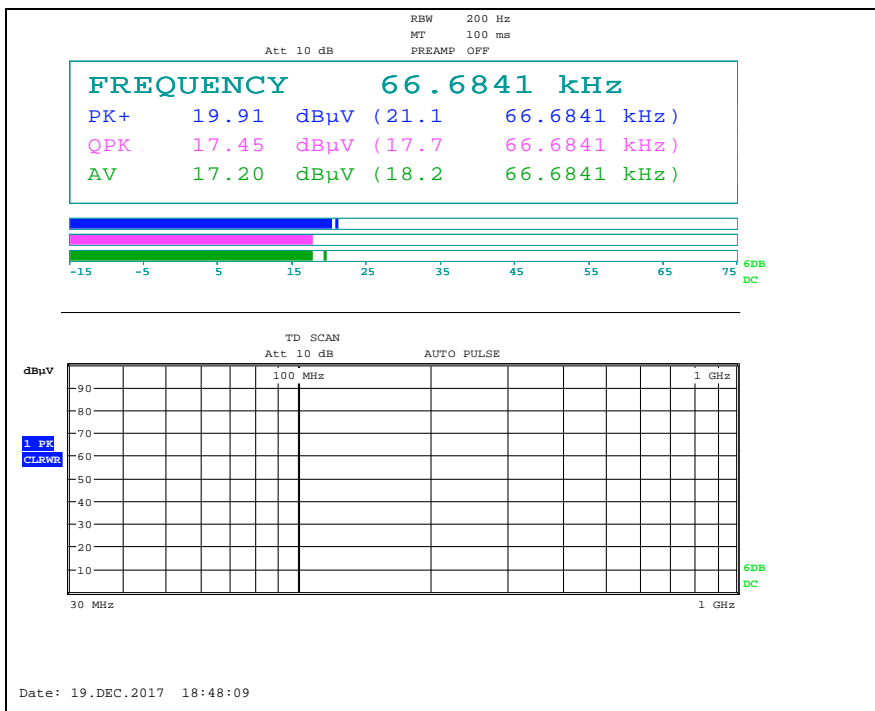 RBW 200 Hz
MT 100 ms
Att 10 dB PREAMP OFF
FREQUENCY 66.6841 kHz
PK+ 19.91 dBµV (21.1 66.6841 kHz)
QPK 17.45 dBµV (17.7 66.6841 kHz)
AV 17.20 dBµV (18.2 66.6841 kHz)
-15 -5 5 15 25 35 45 55 65 75
6DB
DC
TD SCAN
Att 10 dB AUTO PULSE
dBµV
100 MHz 1 GHz
90
80
70
1 PK
CLRWR
60
50
40
30
20
10
6DB
DC
30 MHz 1 GHz
Date: 19.DEC.2017 18:48:09